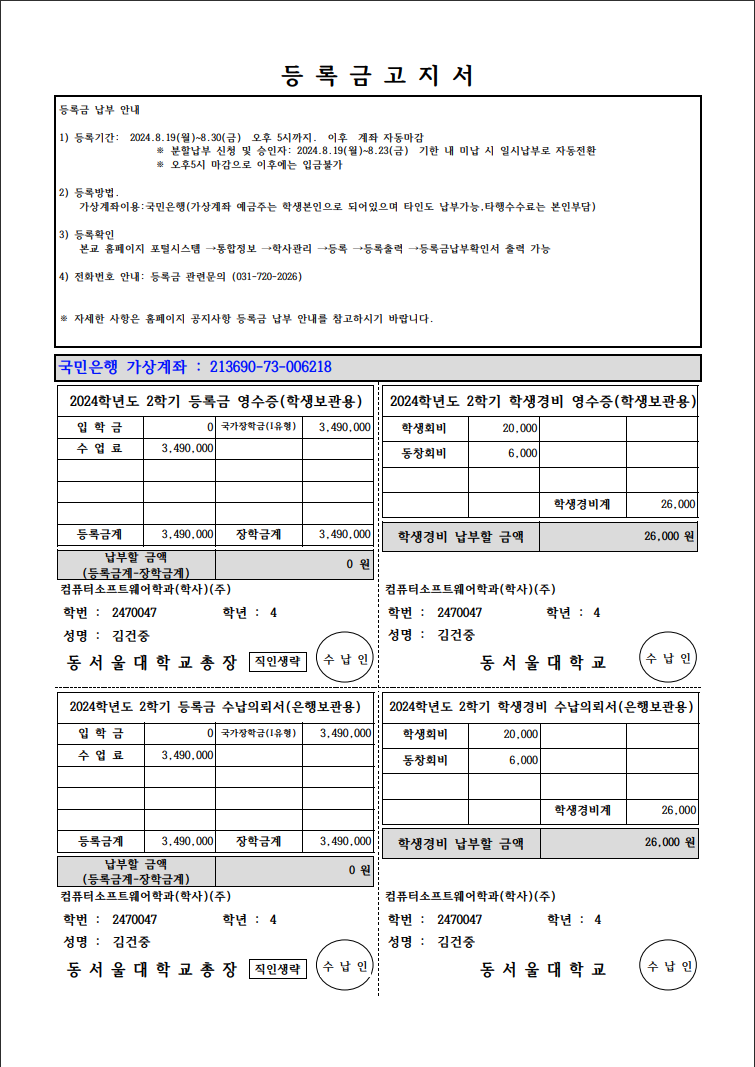 등 록 금 고 지 서
등록금 납부 안내
1) 등록기간: 2024.8.19(월)~8.30(금) 오후 5시까지. 이후 계좌 자동마감
※ 분할납부 신청 및 승인자: 2024.8.19(월)~8.23(금) 기한 내 미납 시 일시납부로 자동전환
※ 오후5시 마감으로 이후에는 입금불가
2) 등록방법.
가상계좌이용:국민은행(가상계좌 예금주는 학생본인으로 되어있으며 타인도 납부가능,타행수수료는 본인부담)
3) 등록확인
본교 홈페이지 포털시스템 →통합정보 →학사관리 →등록 →등록출력 →등록금납부확인서 출력 가능
4) 전화번호 안내: 등록금 관련문의 (031-720-2026)
※ 자세한 사항은 홈페이지 공지사항 등록금 납부 안내를 참고하시기 바랍니다.
국민은행 가상계좌 : 213690-73-006218
2024학년도 2학기 등록금 영수증(학생보관용)
입 학 금 0 국가장학금(I유형) 3,490,000
수 업 료 3,490,000
등록금계 3,490,000 장학금계 3,490,000
납부할 금액
(등록금계-장학금계) 0 원
컴퓨터소프트웨어학과(학사)(주)
학번 : 2470047 학년 : 4
성명 : 김건중
동 서 울 대 학 교 총 장 직인생략 수 납 인
2024학년도 2학기 학생경비 영수증(학생보관용)
학생회비 20,000
동창회비 6,000
학생경비계 26,000
학생경비 납부할 금액 26,000 원
컴퓨터소프트웨어학과(학사)(주)
학번 : 2470047 학년 : 4
성명 : 김건중
동 서 울 대 학 교 수 납 인
2024학년도 2학기 등록금 수납의뢰서(은행보관용)
입 학 금 0 국가장학금(I유형) 3,490,000
수 업 료 3,490,000
등록금계 3,490,000 장학금계 3,490,000
납부할 금액
(등록금계-장학금계) 0 원
컴퓨터소프트웨어학과(학사)(주)
학번 : 2470047 학년 : 4
성명 : 김건중
동 서 울 대 학 교 총 장 직인생략 수 납 인
2024학년도 2학기 학생경비 수납의뢰서(은행보관용)
학생회비 20,000
동창회비 6,000
학생경비계 26,000
학생경비 납부할 금액 26,000 원
컴퓨터소프트웨어학과(학사)(주)
학번 : 2470047 학년 : 4
성명 : 김건중
동 서 울 대 학 교 수 납 인